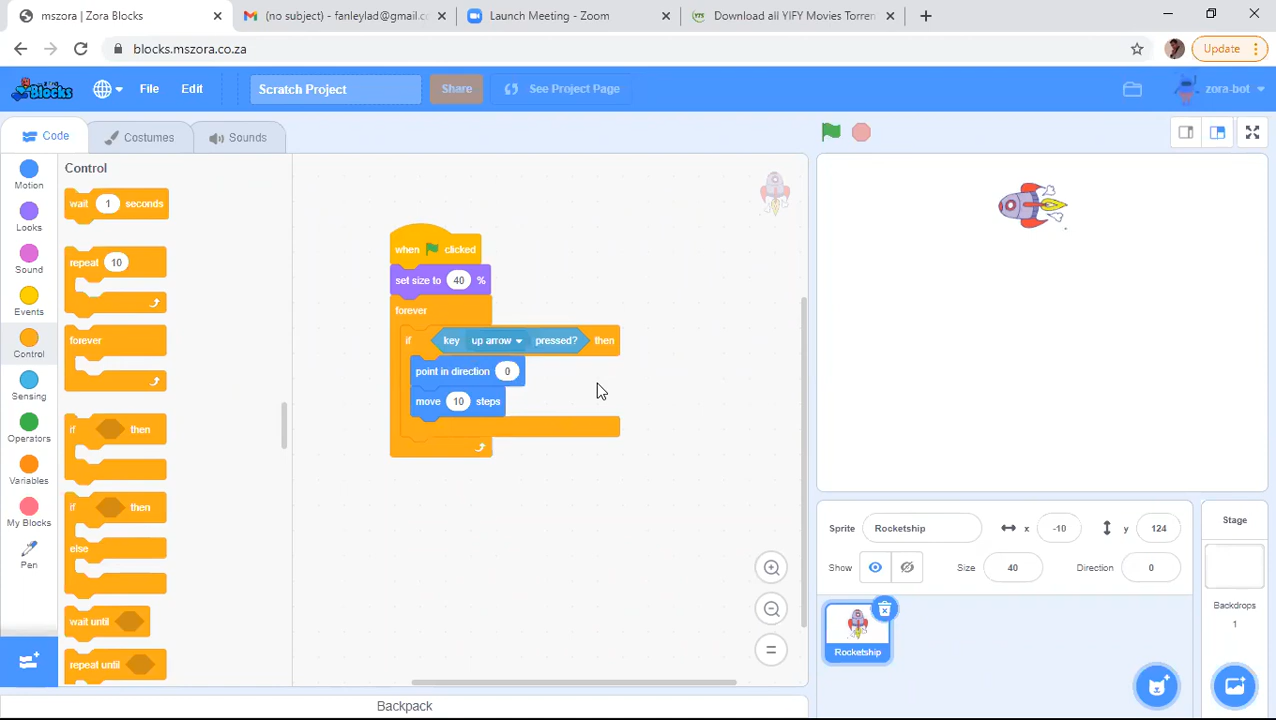 mszora | Zora Blocks
(no subject) - fanleylad@gmail.co
Launch Meeting - Zoom
Download all YIFY Movies Torren
blocks.mszora.co.za
Update
Blocks
File
Edit
Scratch Project
Share
See Project Page
zora-bot
Code
Costumes
Sounds
Motion
Looks
Sound
Events
Control
Sensing
Operators
Variables
My Blocks
Pen
Control
wait 1 seconds
repeat 10
forever
if then
if then
else
wait until
repeat until
when clicked
set size to 40 %
forever
if key up arrow pressed? then
point in direction 0
move 10 steps
Backpack
Sprite Rocketship x -10 y 124
Show Size 40 Direction 0
Rocketship
Stage
Backdrops
1